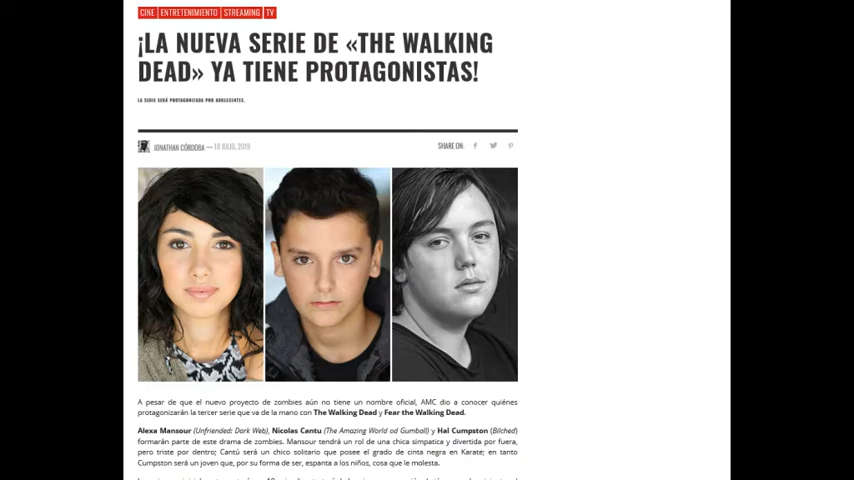 CINE ENTRETENIMIENTO STREAMING TV
¡LA NUEVA SERIE DE «THE WALKING
DEAD» YA TIENE PROTAGONISTAS!
LA SERIE SERÁ PROTAGONIZADA POR ADOLESCENTES.
JONATHAN CÓRDOBA — 10 JULIO, 2019 SHARE ON:
A pesar de que el nuevo proyecto de zombies aún no tiene un nombre oficial, AMC dio a conocer quiénes
protagonizarán la tercer serie que va de la mano con The Walking Dead y Fear the Walking Dead.
Alexa Mansour (Unfriended: Dark Web), Nicolas Cantu (The Amazing World od Gumball) y Hal Cumpston (Bilched)
formarán parte de este drama de zombies. Mansour tendrá un rol de una chica simpatica y divertida por fuera,
pero triste por dentro; Cantú será un chico solitario que posee el grado de cinta negra en Karate; en tanto
Cumpston será un joven que, por su forma de ser, espanta a los niños, cosa que le molesta.